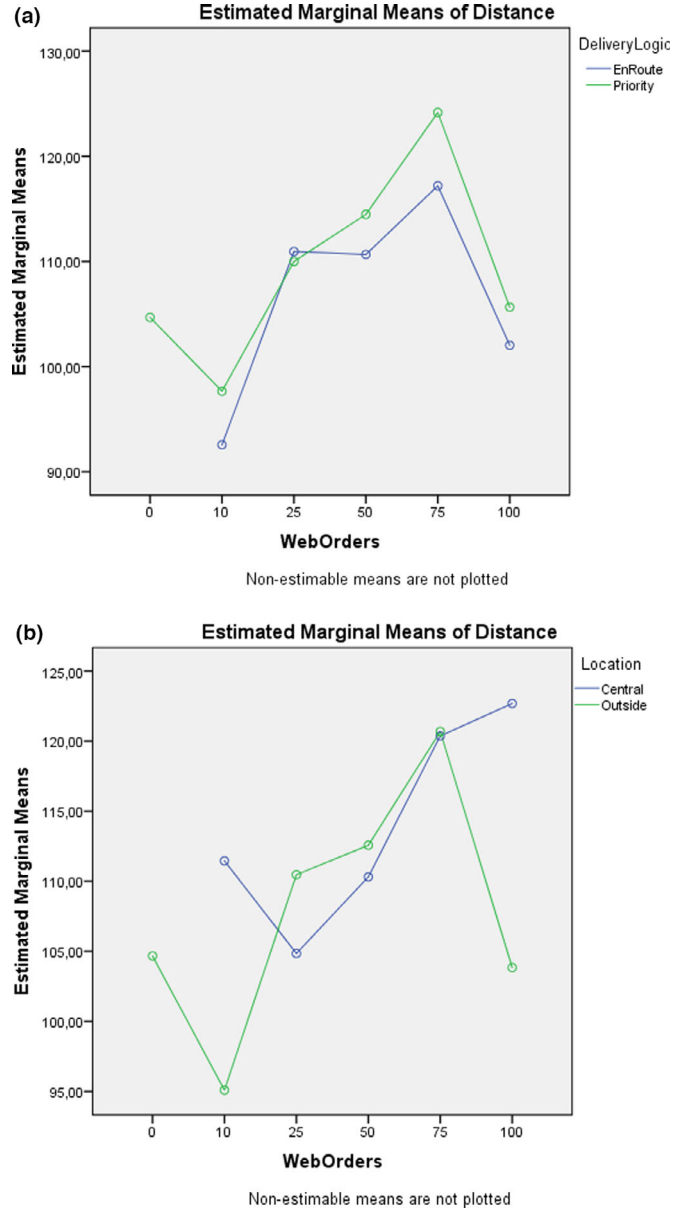 (a)
Estimated Marginal Means of Distance
DeliveryLogic
EnRoute
Priority
Estimated Marginal Means
130,00
120,00
110,00
100,00
90,00
0 10 25 50 75 100
WebOrders
Non-estimable means are not plotted
(b)
Estimated Marginal Means of Distance
Location
Central
Outside
Estimated Marginal Means
125,00
120,00
115,00
110,00
105,00
100,00
95,00
0 10 25 50 75 100
WebOrders
Non-estimable means are not plotted